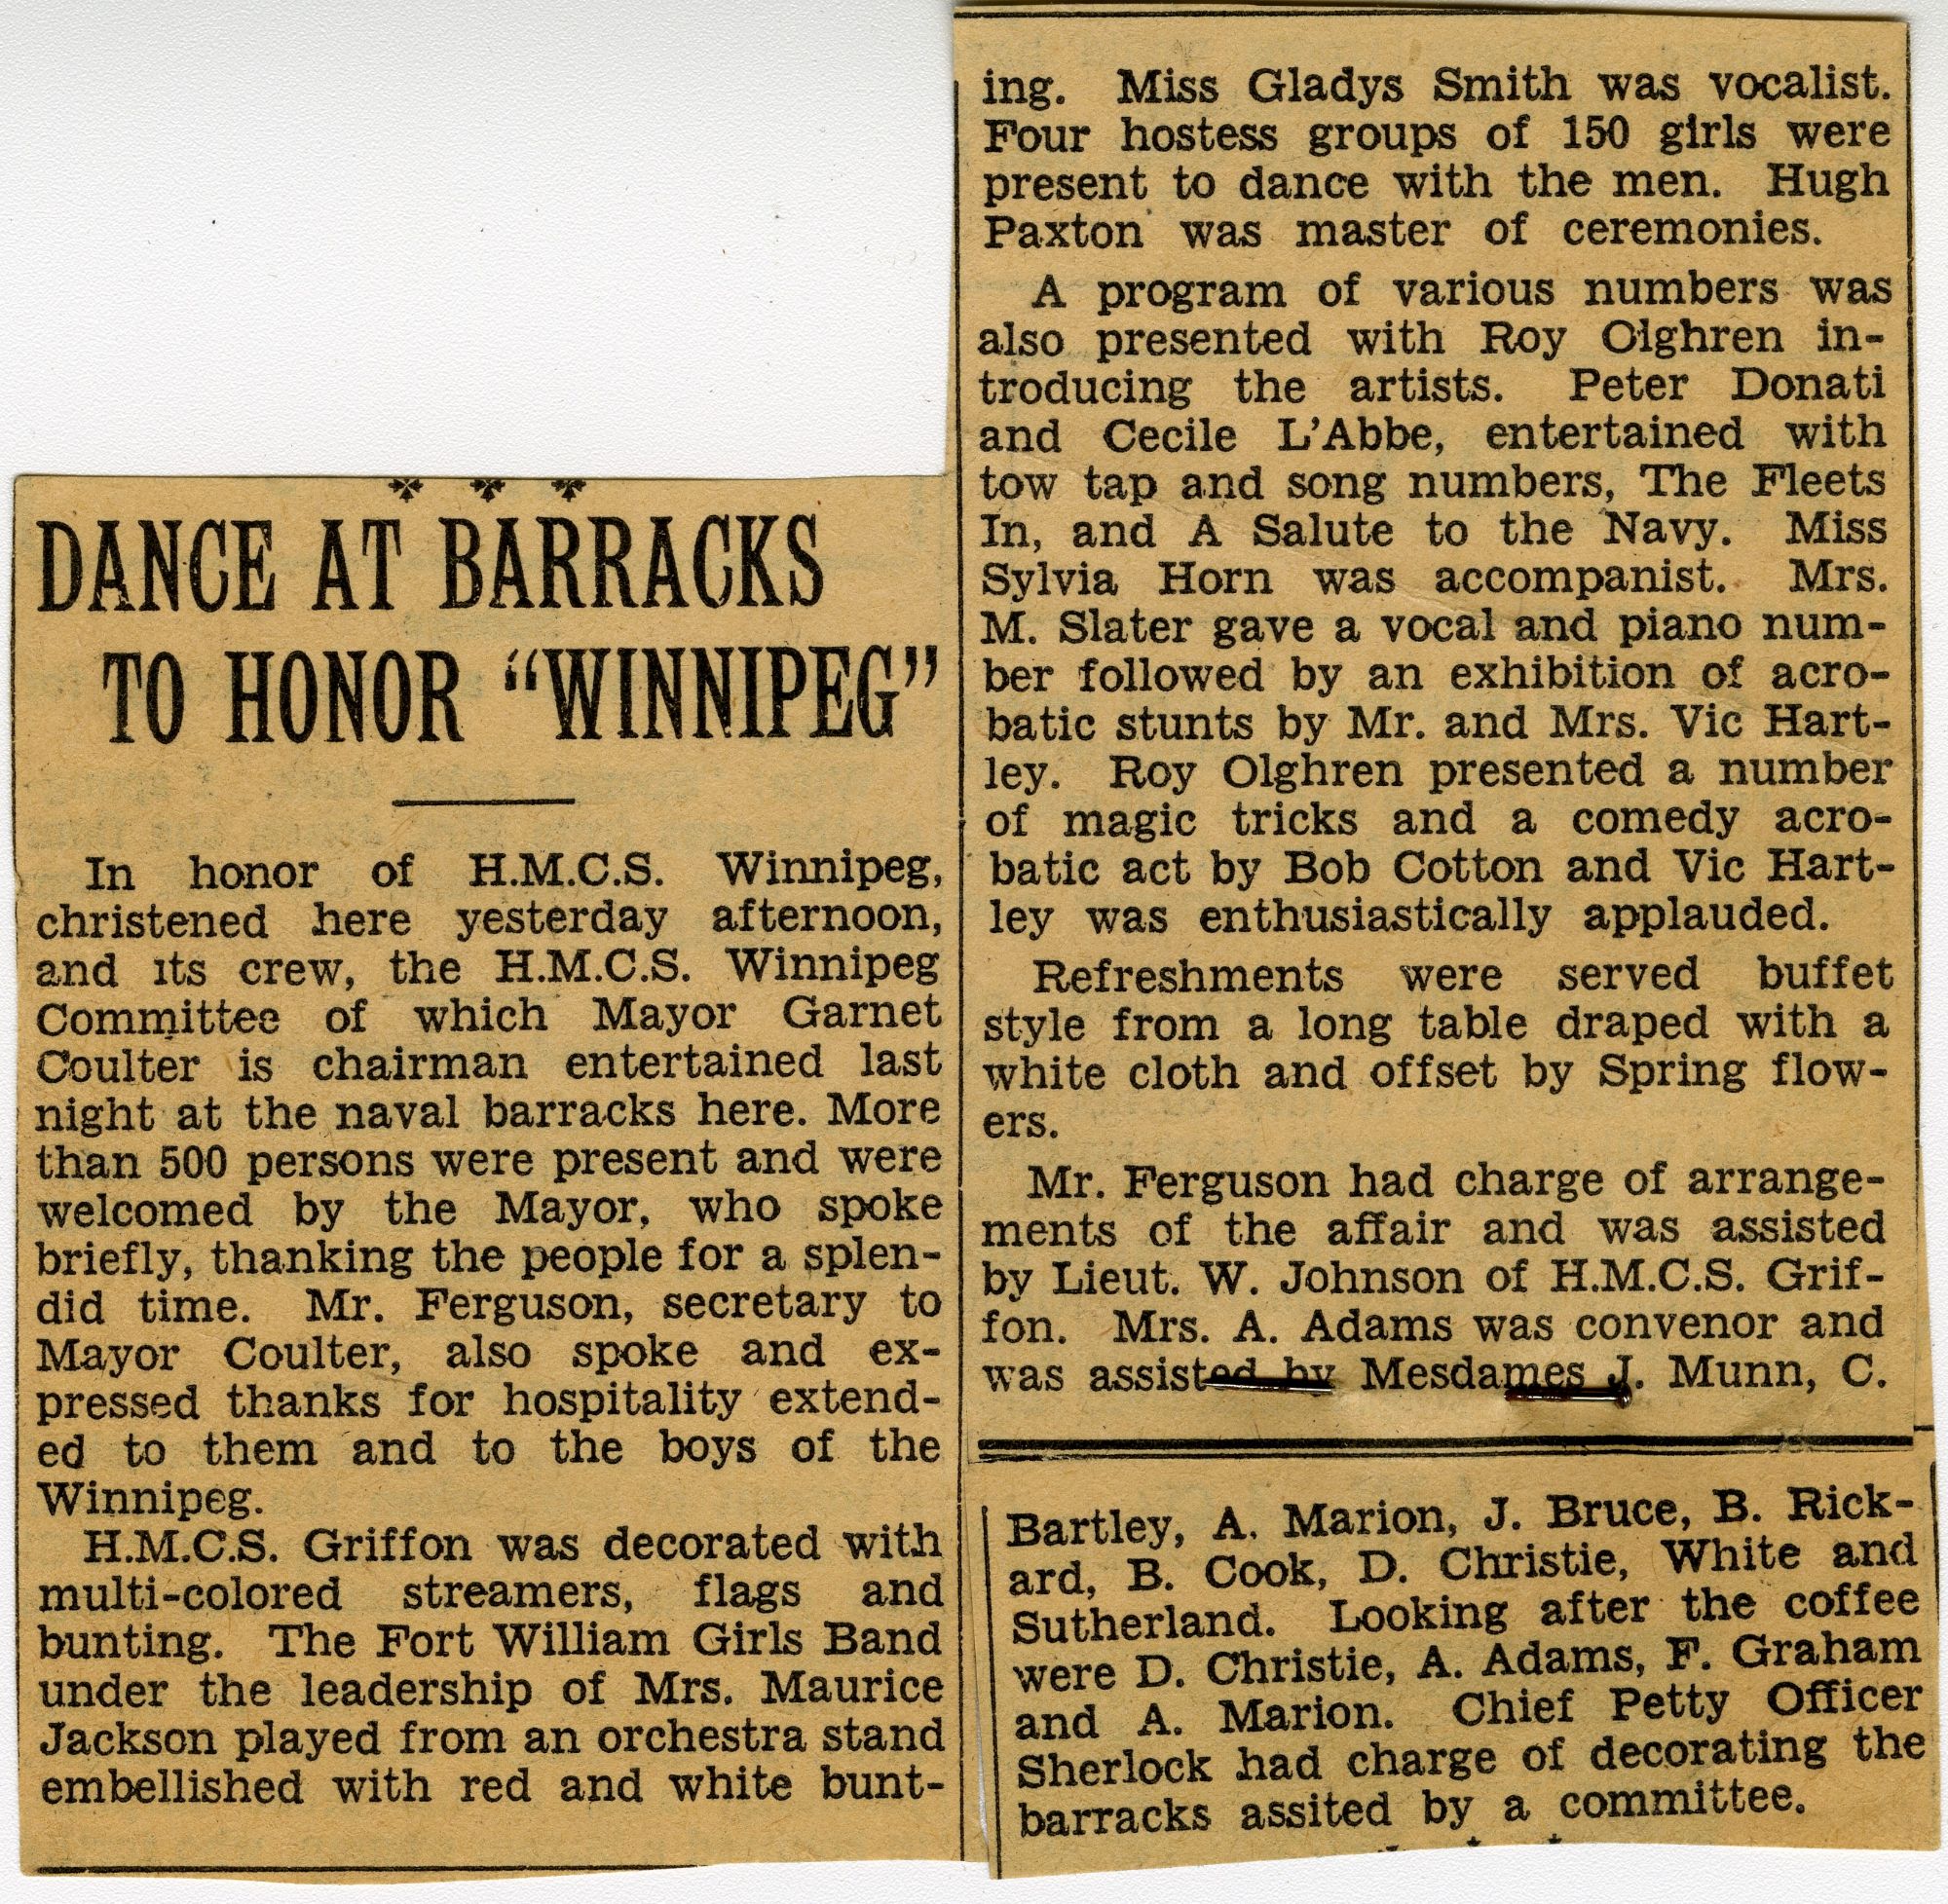 DANCE AT BARRACKS
TO HONOR "WINNIPEG"
In honor of H.M.C.S. Winnipeg,
christened here yesterday afternoon,
and its crew, the H.M.C.S. Winnipeg
Committee of which Mayor Garnet
Coulter is chairman entertained last
night at the naval barracks here. More
than 500 persons were present and were
welcomed by the Mayor, who spoke
briefly, thanking the people for a splen-
did time. Mr. Ferguson, secretary to
Mayor Coulter, also spoke and ex-
pressed thanks for hospitality extend-
ed to them and to the boys of the
Winnipeg.
H.M.C.S. Griffon was decorated with
multi-colored streamers, flags and
bunting. The Fort William Girls Band
under the leadership of Mrs. Maurice
Jackson played from an orchestra stand
embellished with red and white bunt-
ing. Miss Gladys Smith was vocalist.
Four hostess groups of 150 girls were
present to dance with the men. Hugh
Paxton was master of ceremonies.
A program of various numbers was
also presented with Roy Olghren in-
troducing the artists. Peter Donati
and Cecile L'Abbe, entertained with
tow tap and song numbers, The Fleets
In, and A Salute to the Navy. Miss
Sylvia Horn was accompanist. Mrs.
M. Slater gave a vocal and piano num-
ber followed by an exhibition of acro-
batic stunts by Mr. and Mrs. Vic Hart-
ley. Roy Olghren presented a number
of magic tricks and a comedy acro-
batic act by Bob Cotton and Vic Hart-
ley was enthusiastically applauded.
Refreshments were served buffet
style from a long table draped with a
white cloth and offset by Spring flow-
ers.
Mr. Ferguson had charge of arrange-
ments of the affair and was assisted
by Lieut. W. Johnson of H.M.C.S. Grif-
fon. Mrs. A. Adams was convenor and
was assisted by Mesdames J. Munn, C.
Bartley, A. Marion, J. Bruce, B. Rick-
ard, B. Cook, D. Christie, White and
Sutherland. Looking after the coffee
were D. Christie, A. Adams, F. Graham
and A. Marion. Chief Petty Officer
Sherlock had charge of decorating the
barracks assited by a committee.